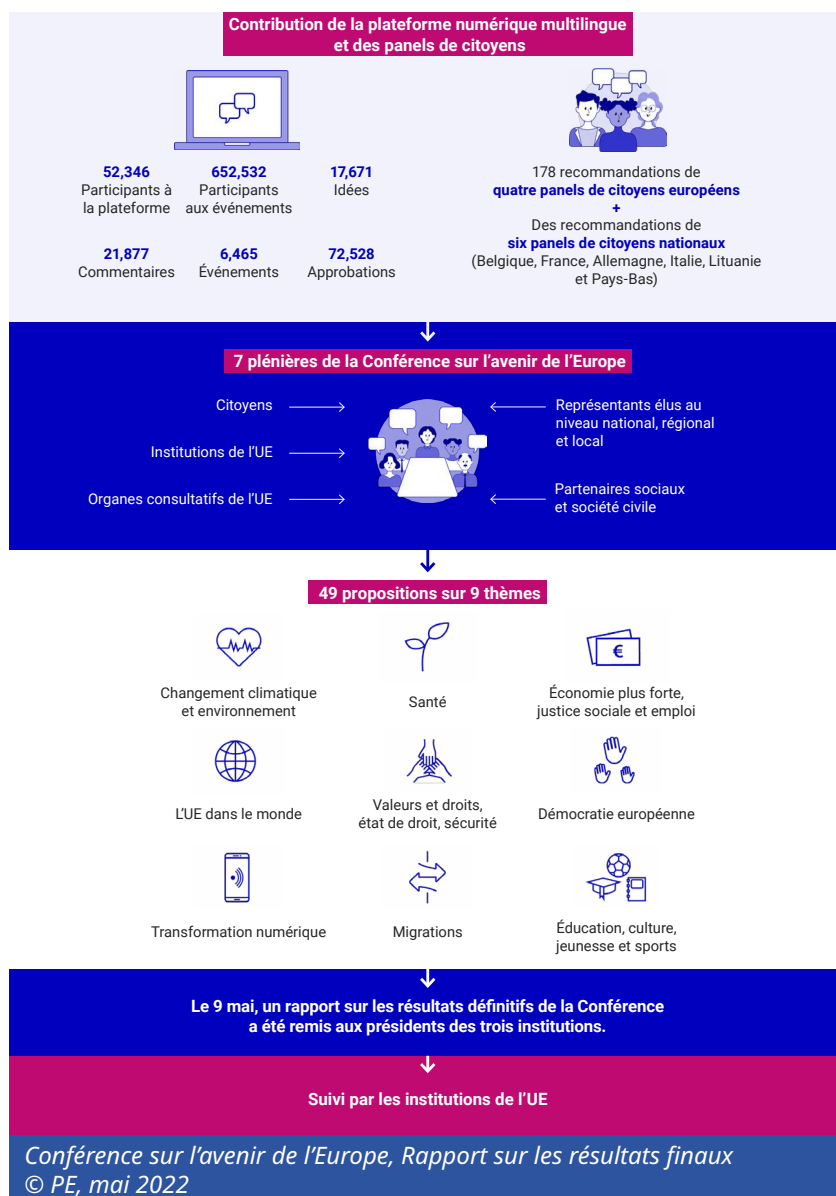 Contribution de la plateforme numérique multilingue
et des panels de citoyens
52,346
Participants à
la plateforme
652,532
Participants
aux événements
17,671
Idées
21,877
Commentaires
6,465
Événements
72,528
Approbations
178 recommandations de
quatre panels de citoyens européens
+
Des recommandations de
six panels de citoyens nationaux
(Belgique, France, Allemagne, Italie, Lituanie
et Pays-Bas)
7 plénières de la Conférence sur l’avenir de l’Europe
Citoyens
Institutions de l’UE
Organes consultatifs de l’UE
Représentants élus au
niveau national, régional
et local
Partenaires sociaux
et société civile
49 propositions sur 9 thèmes
Changement climatique
et environnement
Santé
€
Économie plus forte,
justice sociale et emploi
L’UE dans le monde
Valeurs et droits,
état de droit, sécurité
Démocratie européenne
Transformation numérique
Migrations
Éducation, culture,
jeunesse et sports
Le 9 mai, un rapport sur les résultats définitifs de la Conférence
a été remis aux présidents des trois institutions.
Suivi par les institutions de l’UE
Conférence sur l’avenir de l’Europe, Rapport sur les résultats finaux
© PE, mai 2022